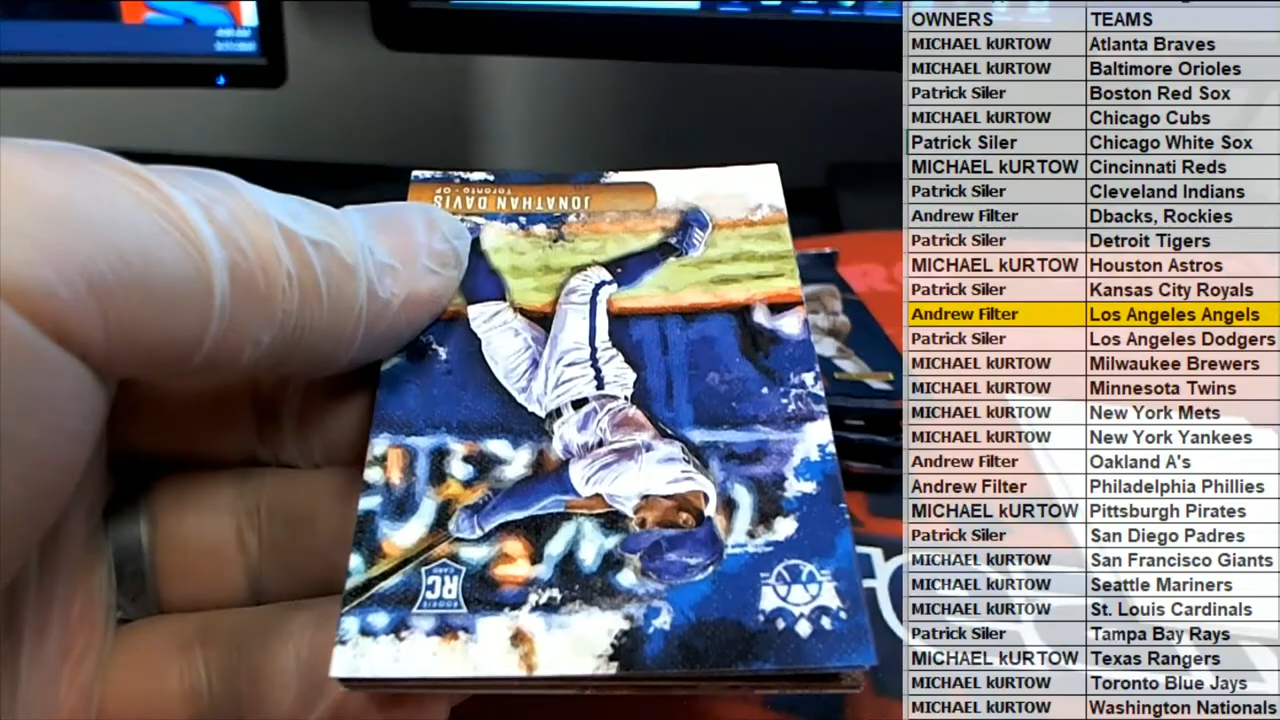 OWNERS TEAMS
MICHAEL kURTOW Atlanta Braves
MICHAEL kURTOW Baltimore Orioles
Patrick Siler Boston Red Sox
MICHAEL kURTOW Chicago Cubs
Patrick Siler Chicago White Sox
MICHAEL kURTOW Cincinnati Reds
Patrick Siler Cleveland Indians
Andrew Filter Dbacks, Rockies
Patrick Siler Detroit Tigers
MICHAEL kURTOW Houston Astros
Patrick Siler Kansas City Royals
Andrew Filter Los Angeles Angels
Patrick Siler Los Angeles Dodgers
MICHAEL kURTOW Milwaukee Brewers
MICHAEL kURTOW Minnesota Twins
MICHAEL kURTOW New York Mets
MICHAEL kURTOW New York Yankees
Andrew Filter Oakland A's
Andrew Filter Philadelphia Phillies
MICHAEL kURTOW Pittsburgh Pirates
Patrick Siler San Diego Padres
MICHAEL kURTOW San Francisco Giants
MICHAEL kURTOW Seattle Mariners
MICHAEL kURTOW St. Louis Cardinals
Patrick Siler Tampa Bay Rays
MICHAEL kURTOW Texas Rangers
MICHAEL kURTOW Toronto Blue Jays
MICHAEL kURTOW Washington Nationals
JONATHAN DAVIS
Toronto - OF
RC
ROOKIE
CARD